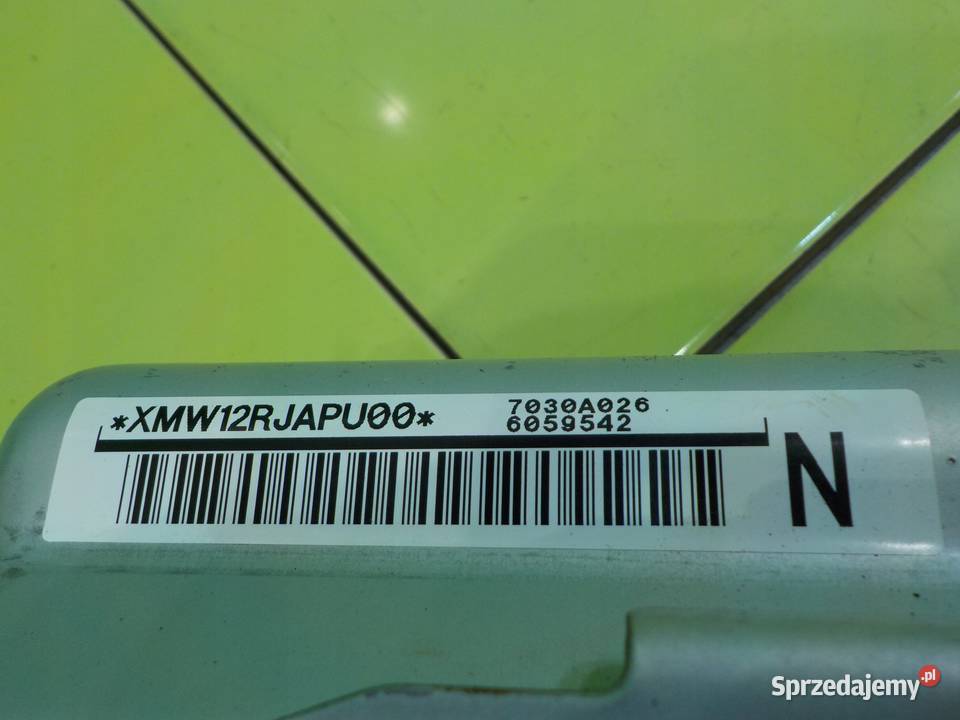 *XMW12RJAPU00*
7030A026
6059542
N
Sprzedajemy.pl